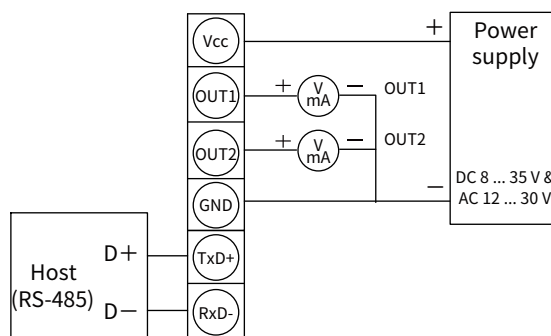 Vcc
+
Power
supply
OUT1
+
V
mA
−
OUT1
OUT2
+
V
mA
−
OUT2
GND
−
DC 8 ... 35 V &
AC 12 ... 30 V
Host
(RS-485)
D+
TxD+
D−
RxD-